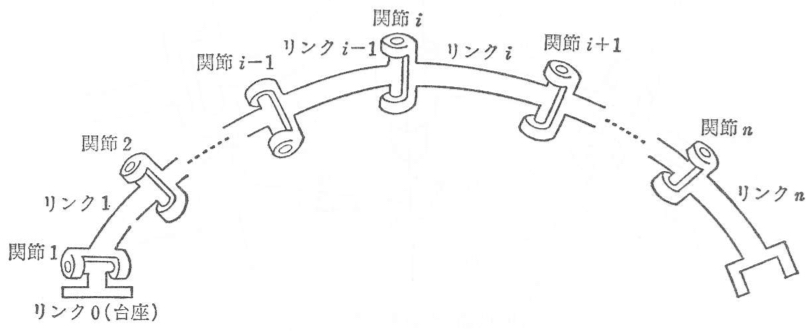 関節 i
リンク i−1
リンク i
関節 i+1
関節 i−1
関節 2
関節 n
リンク 1
リンク n
関節 1
リンク 0(台座)